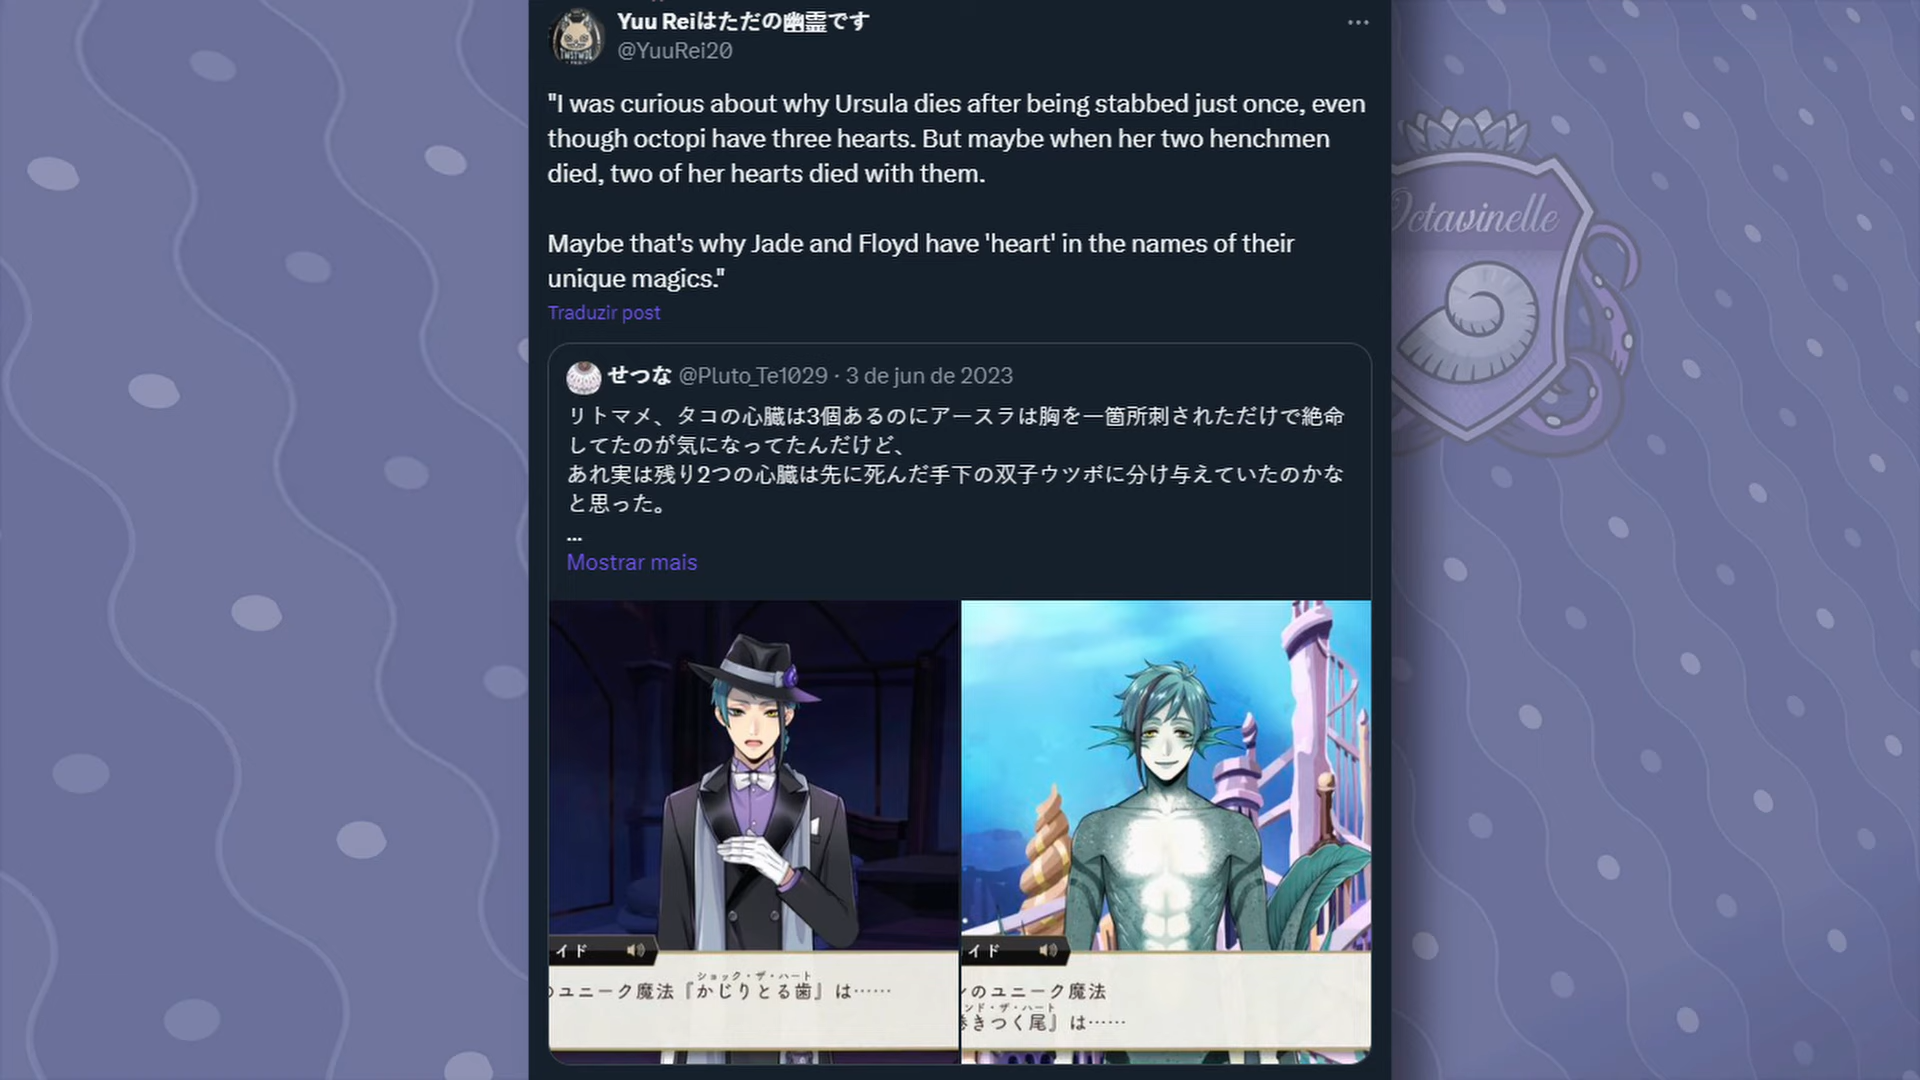 Yuu Reiはただの幽霊です
@YuuRei20
"I was curious about why Ursula dies after being stabbed just once, even
though octopi have three hearts. But maybe when her two henchmen
died, two of her hearts died with them.
Maybe that's why Jade and Floyd have 'heart' in the names of their
unique magics."
Traduzir post
せつな @Pluto_Te1029 · 3 de jun de 2023
リトマメ、タコの心臓は3個あるのにアースラは胸を一箇所刺されただけで絶命
してたのが気になってたんだけど、
あれ実は残り2つの心臓は先に死んだ手下の双子ウツボに分け与えていたのかな
と思った。
...
Mostrar mais
イド
ショック・ザ・ハート
のユニーク魔法『かじりとる歯』は……
イド
ンのユニーク魔法
ンド・ザ・ハート
巻きつく尾』は……
Octavinelle